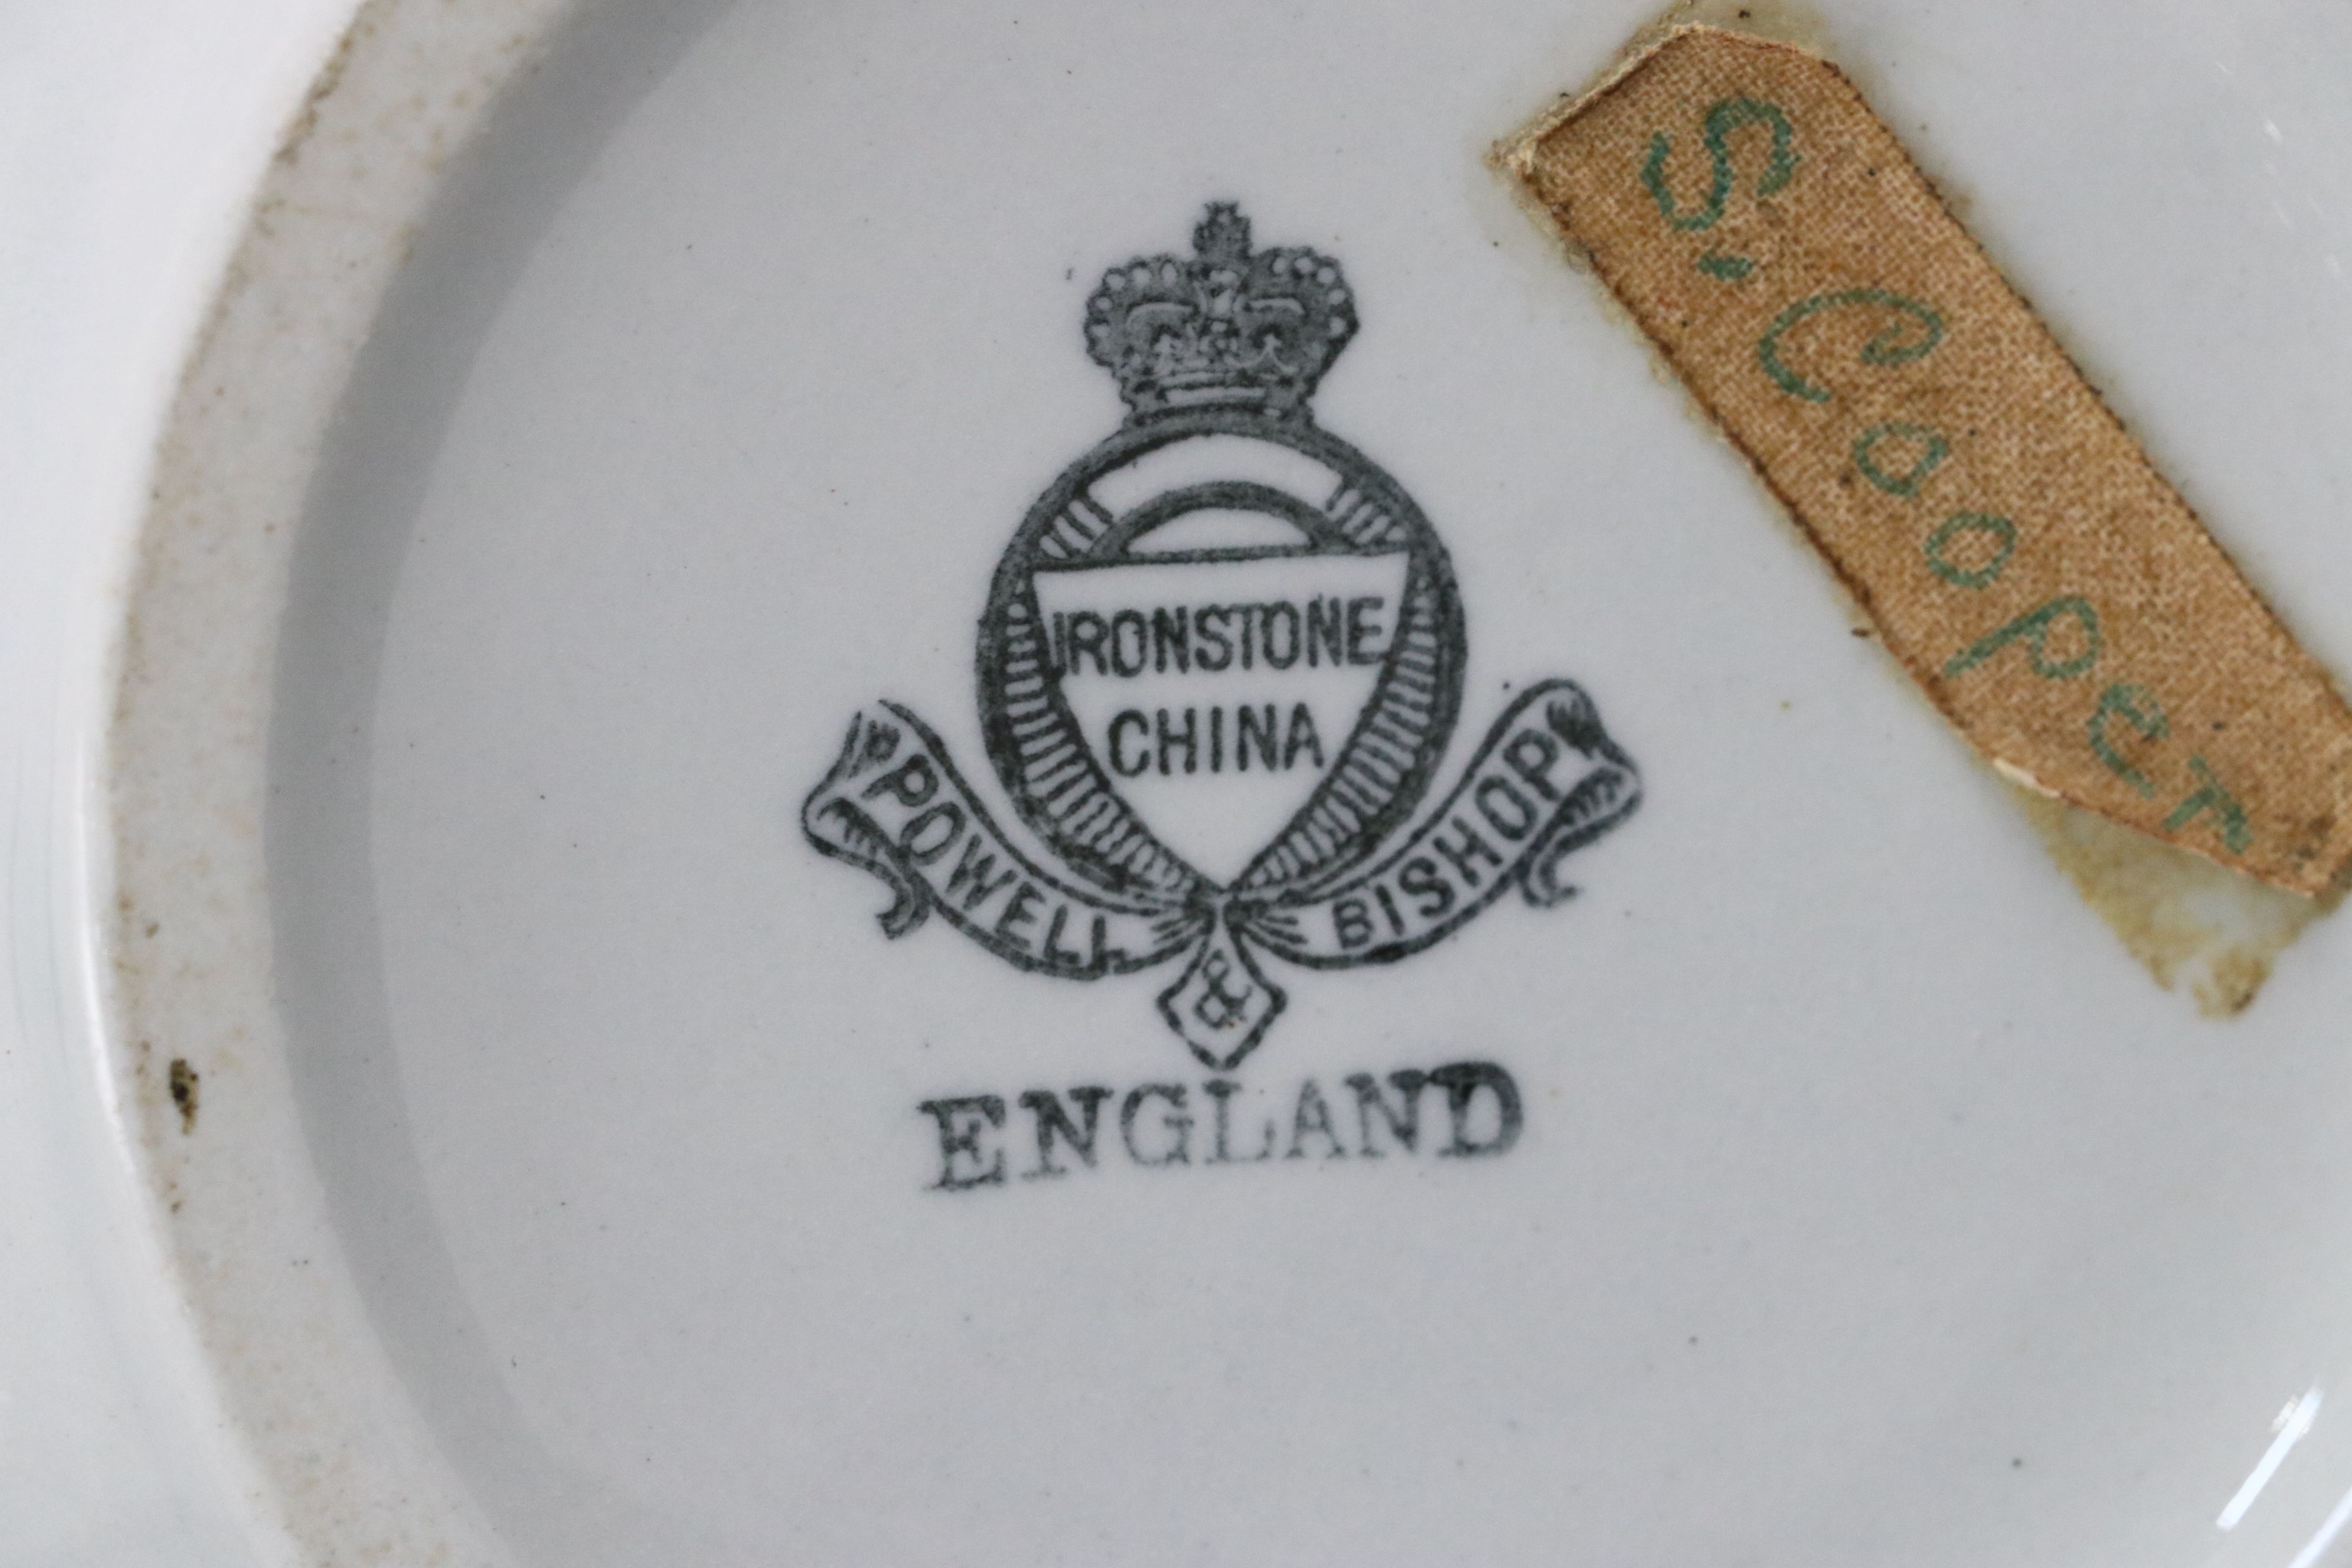 IRONSTONE
CHINA
POWELL & BISHOP
ENGLAND
S. Cooper